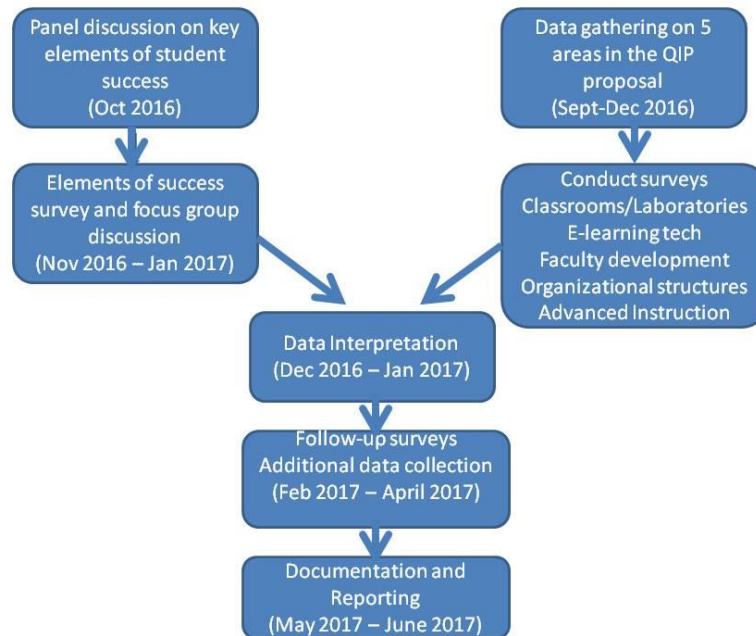 Panel discussion on key
elements of student
success
(Oct 2016)
Data gathering on 5
areas in the QIP
proposal
(Sept-Dec 2016)
Elements of success
survey and focus group
discussion
(Nov 2016 – Jan 2017)
Conduct surveys
Classrooms/Laboratories
E-learning tech
Faculty development
Organizational structures
Advanced Instruction
Data Interpretation
(Dec 2016 – Jan 2017)
Follow-up surveys
Additional data collection
(Feb 2017 – April 2017)
Documentation and
Reporting
(May 2017 – June 2017)